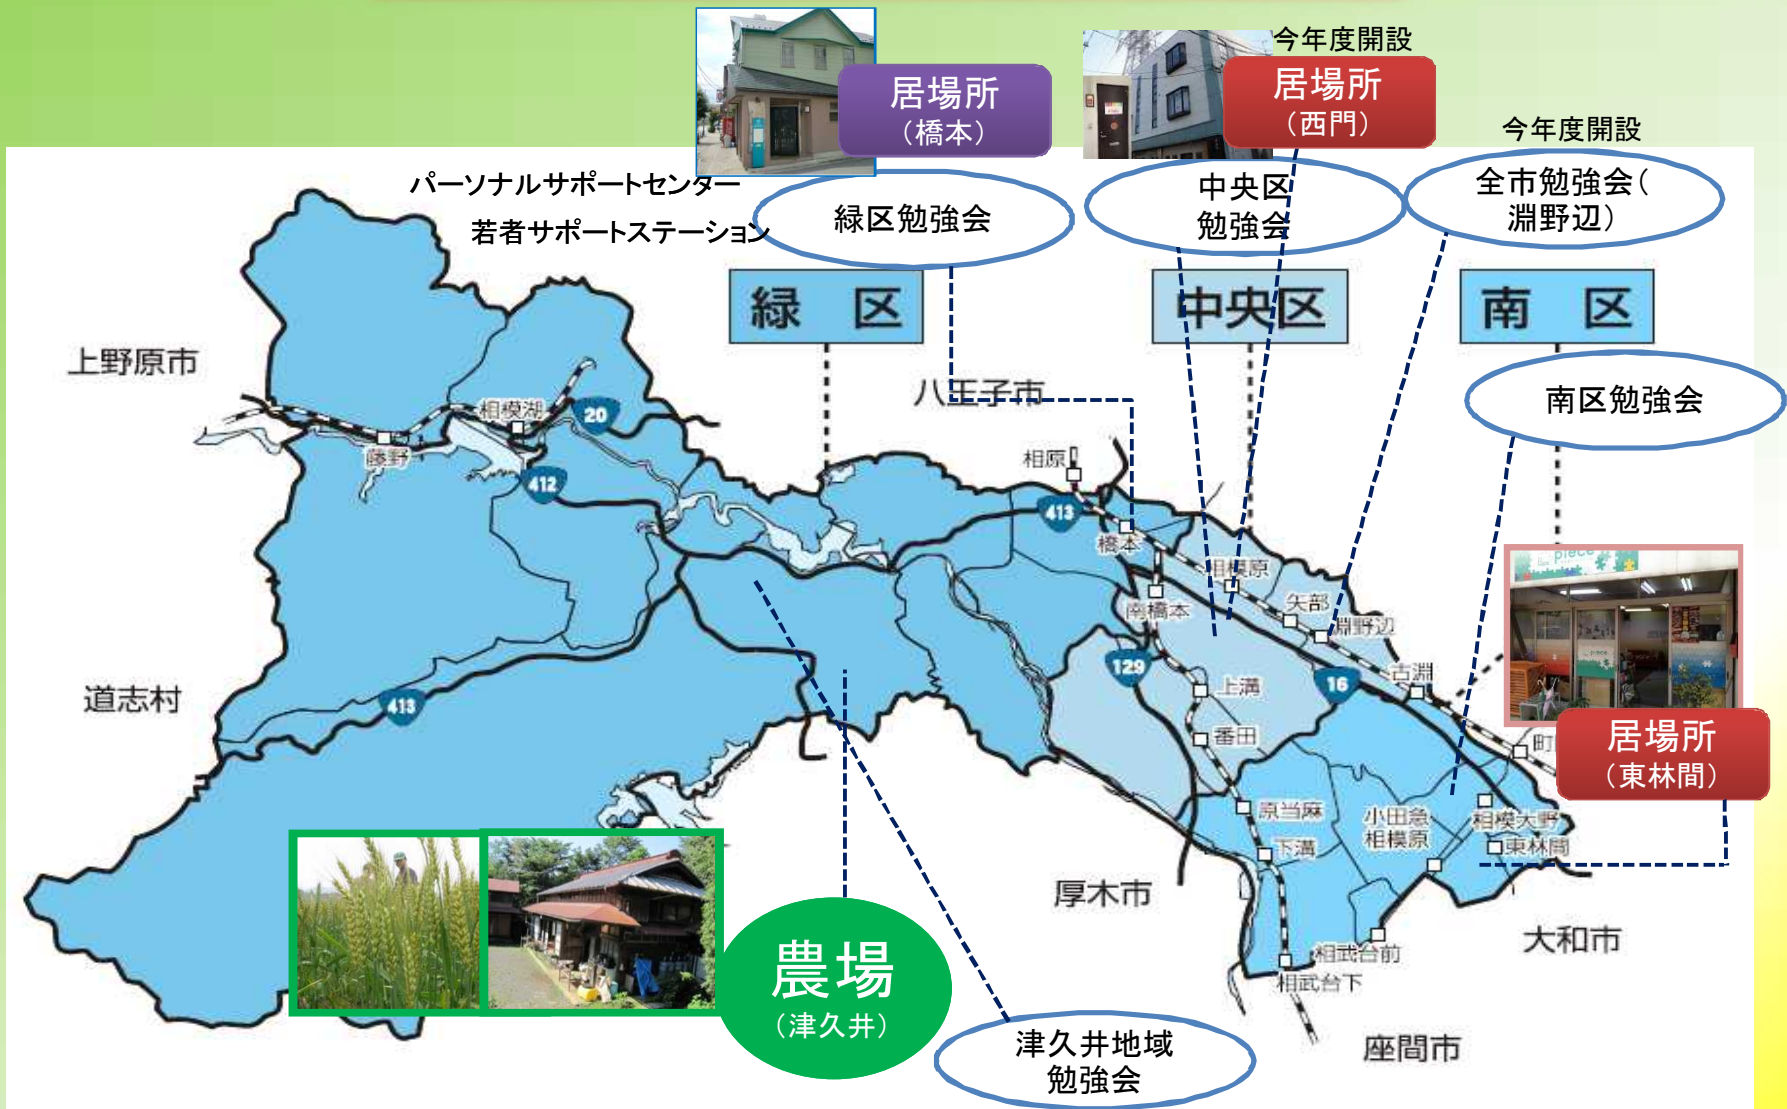 今年度開設
居場所
（橋本）
居場所
（西門）
今年度開設
パーソナルサポートセンター
若者サポートステーション
緑区勉強会
中央区
勉強会
全市勉強会（
淵野辺）
緑 区
中央区
南 区
上野原市
八王子市
南区勉強会
相模湖
20
藤野
412
相原
413
橋本
相模原
南橋本
矢部
淵野辺
piece
129
上溝
16
古淵
道志村
413
番田
町
居場所
（東林間）
原当麻
小田急
相模原
相模大野
東林間
下溝
厚木市
大和市
農場
（津久井）
相武台前
相武台下
津久井地域
勉強会
座間市